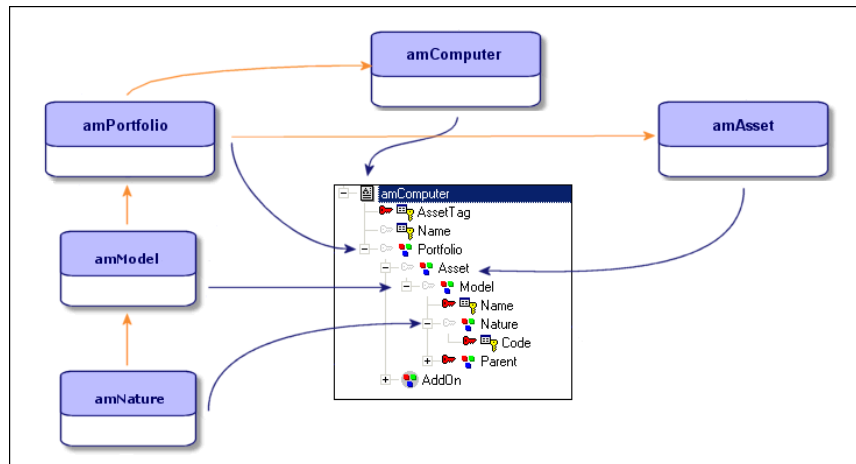 amComputer
amPortfolio
amAsset
amModel
amNature
amComputer
AssetTag
Name
Portfolio
Asset
Model
Name
Nature
Code
Parent
AddOn